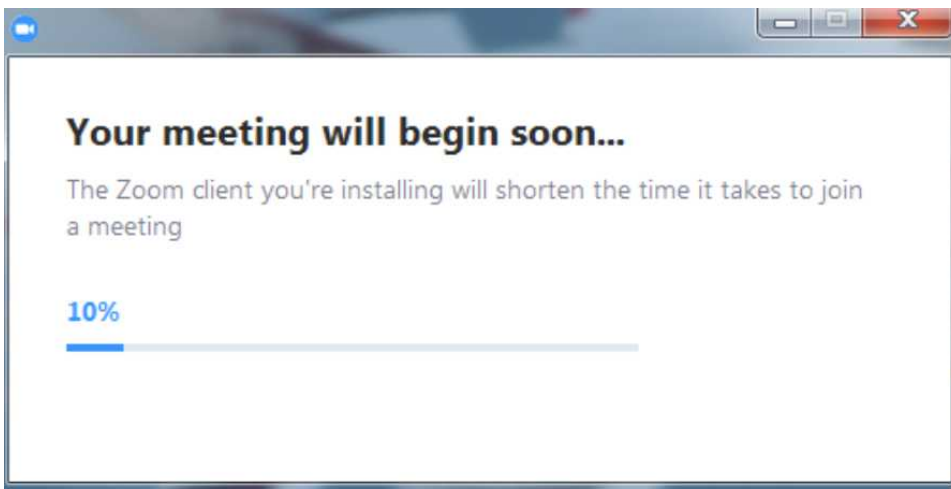 Your meeting will begin soon...
The Zoom client you're installing will shorten the time it takes to join
a meeting
10%